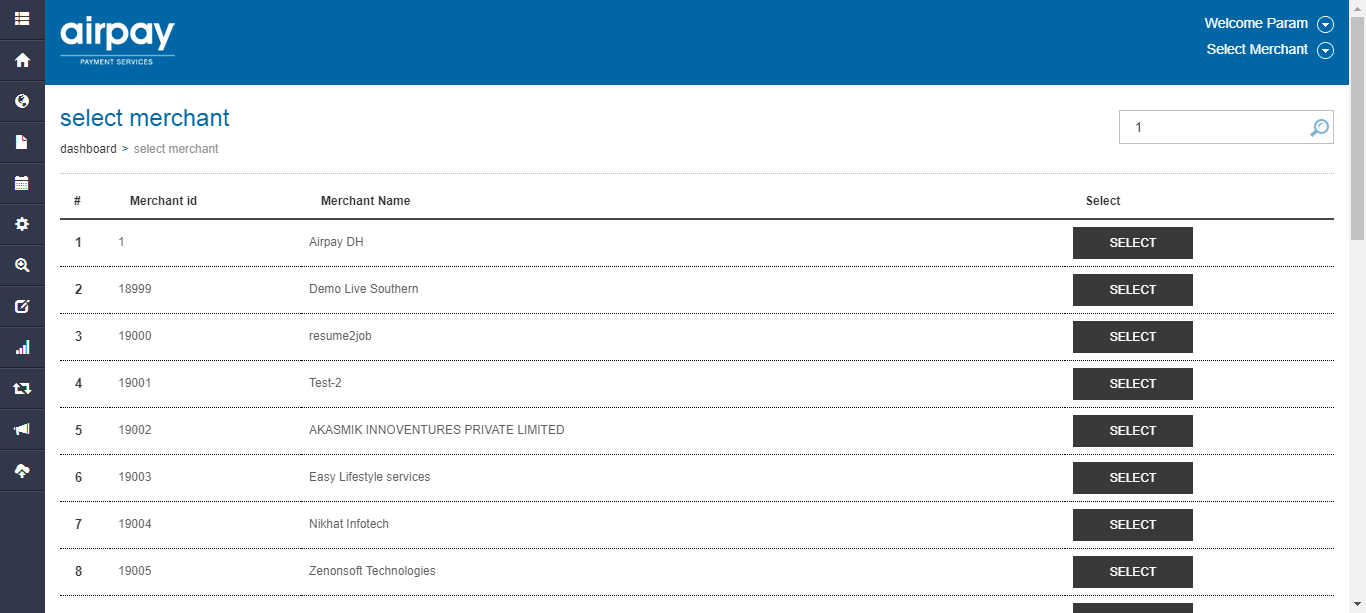 airpay
PAYMENT SERVICES
Welcome Param
Select Merchant
select merchant
1
dashboard > select merchant
# Merchant id Merchant Name Select
1 1 Airpay DH SELECT
2 18999 Demo Live Southern SELECT
3 19000 resume2job SELECT
4 19001 Test-2 SELECT
5 19002 AKASMIK INNOVENTURES PRIVATE LIMITED SELECT
6 19003 Easy Lifestyle services SELECT
7 19004 Nikhat Infotech SELECT
8 19005 Zenonsoft Technologies SELECT